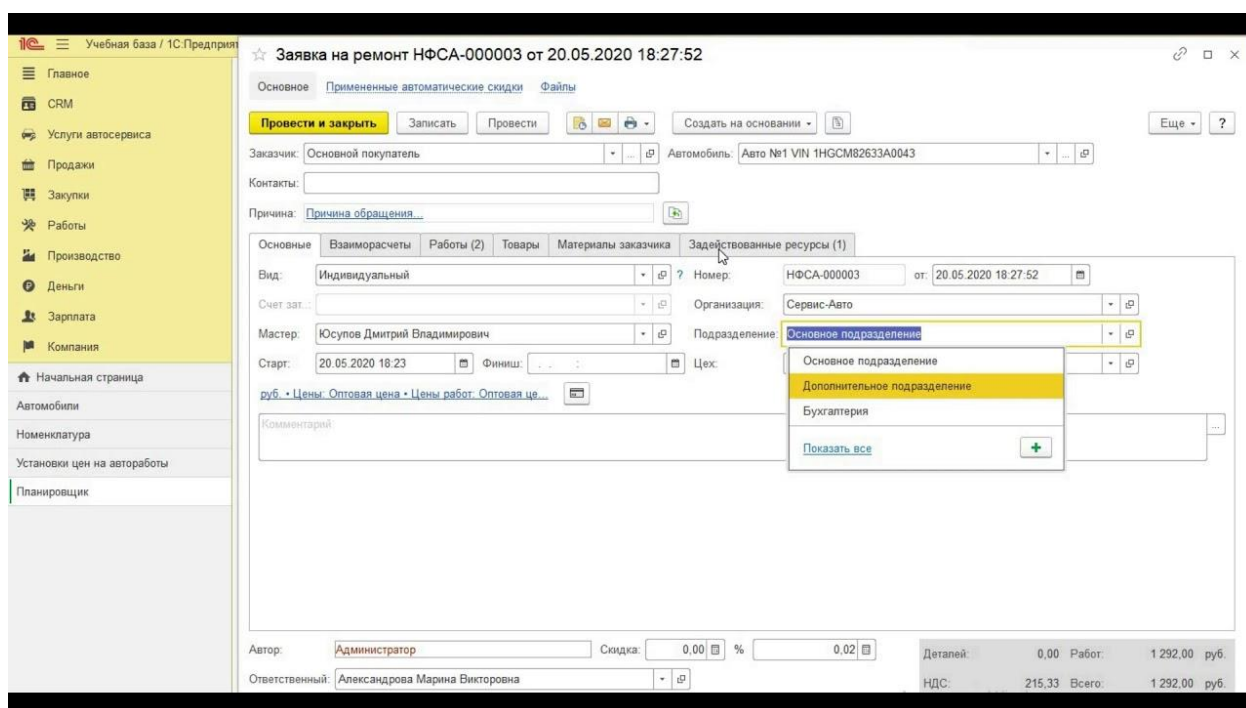 1С Учебная база / 1С:Предприят
Главное
CRM
Услуги автосервиса
Продажи
Закупки
Работы
Производство
Деньги
Зарплата
Компания
Начальная страница
Автомобили
Номенклатура
Установки цен на автоработы
Планировщик
Заявка на ремонт НФСА-000003 от 20.05.2020 18:27:52
Основное Примененные автоматические скидки Файлы
Провести и закрыть Записать Провести Создать на основании Еще ?
Заказчик: Основной покупатель ... Автомобиль: Авто №1 VIN 1HGCM82633A0043 ...
Контакты:
Причина: Причина обращения...
Основные Взаиморасчеты Работы (2) Товары Материалы заказчика Задействованные ресурсы (1)
Вид: Индивидуальный ? Номер: НФСА-000003 от: 20.05.2020 18:27:52
Счет зат..: Организация: Сервис-Авто
Мастер: Юсупов Дмитрий Владимирович Подразделение: Основное подразделение
Старт: 20.05.2020 18:23 Финиш: . . : Цех:
Основное подразделение
Дополнительное подразделение
Бухгалтерия
Показать все +
руб. • Цены: Оптовая цена • Цены работ: Оптовая це...
Комментарий ...
Автор: Администратор Скидка: 0,00 % 0,02 Деталей: 0,00 Работ: 1 292,00 руб.
Ответственный: Александрова Марина Викторовна НДС: 215,33 Всего: 1 292,00 руб.